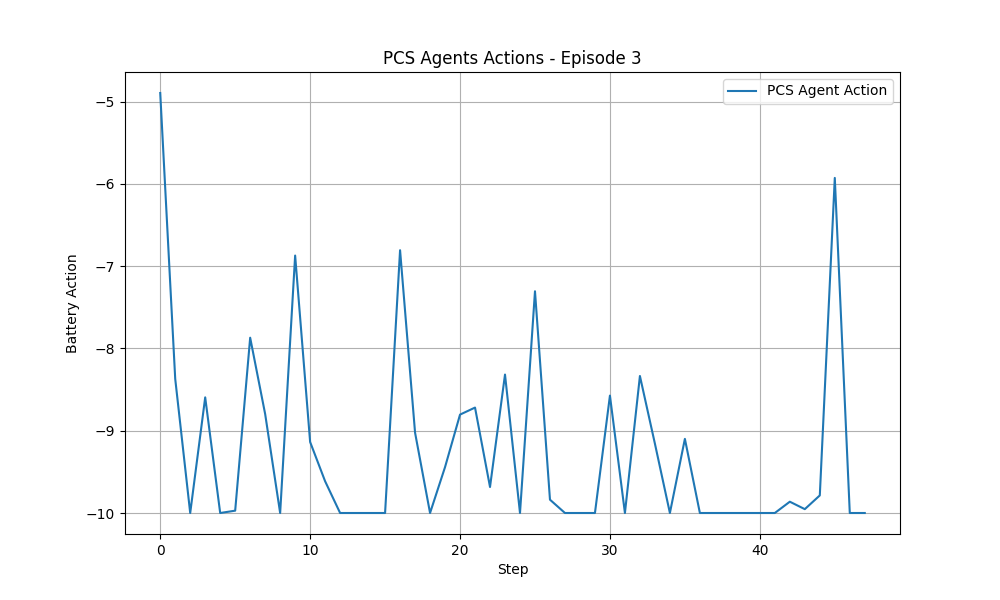 PCS Agents Actions - Episode 3
PCS Agent Action
Battery Action
−5
−6
−7
−8
−9
−10
0
10
20
30
40
Step